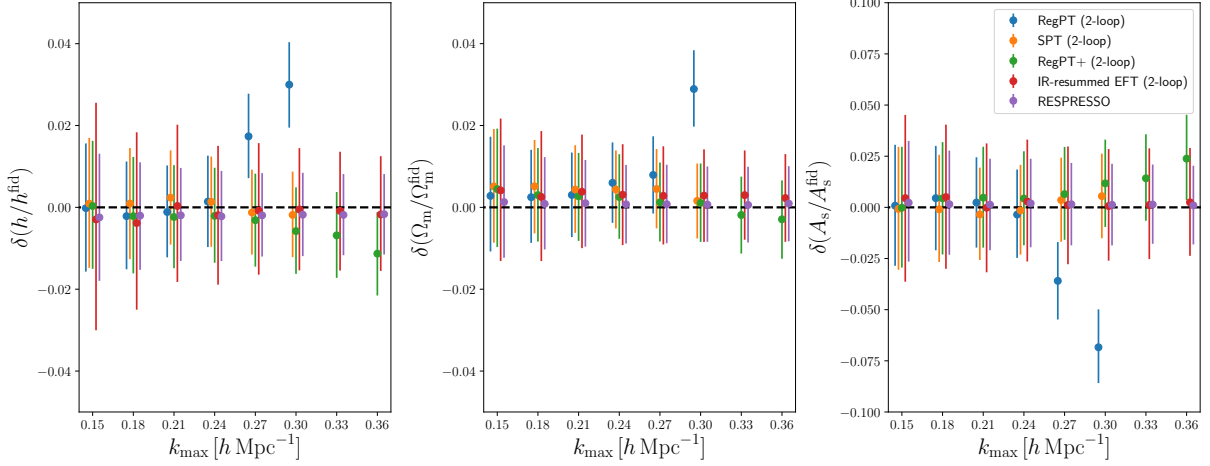 δ(h/h^fid)
0.04
0.02
0.00
−0.02
−0.04
0.15 0.18 0.21 0.24 0.27 0.30 0.33 0.36
k_max [h Mpc^−1]
δ(Ω_m/Ω_m^fid)
0.04
0.02
0.00
−0.02
−0.04
0.15 0.18 0.21 0.24 0.27 0.30 0.33 0.36
k_max [h Mpc^−1]
δ(A_s/A_s^fid)
0.100
0.075
0.050
0.025
0.000
−0.025
−0.050
−0.075
−0.100
0.15 0.18 0.21 0.24 0.27 0.30 0.33 0.36
k_max [h Mpc^−1]
RegPT (2-loop)
SPT (2-loop)
RegPT+ (2-loop)
IR-resummed EFT (2-loop)
RESPRESSO